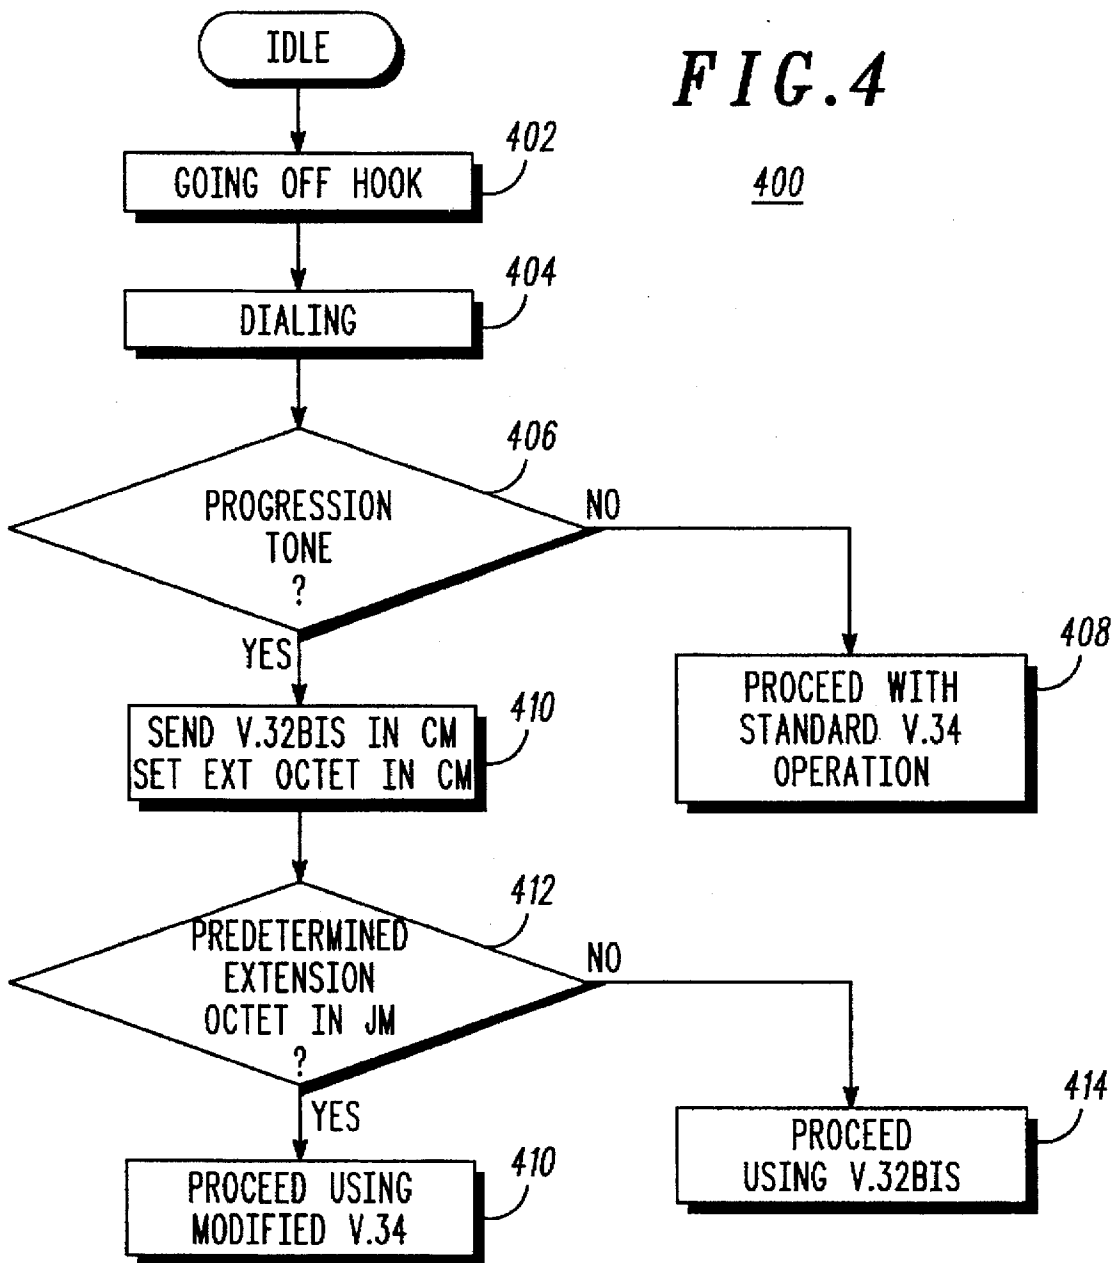 IDLE
FIG.4
400
402
GOING OFF HOOK
404
DIALING
406
PROGRESSION
TONE
?
NO
YES
408
PROCEED WITH
STANDARD V.34
OPERATION
410
SEND V.32BIS IN CM
SET EXT OCTET IN CM
412
PREDETERMINED
EXTENSION
OCTET IN JM
?
NO
YES
414
PROCEED
USING V.32BIS
410
PROCEED USING
MODIFIED V.34